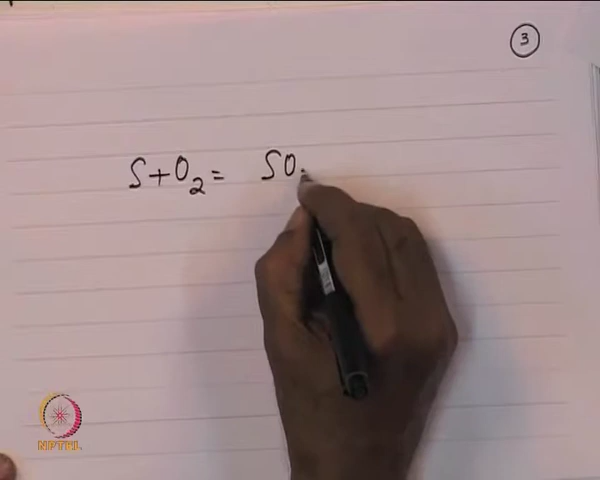 3
S+O₂ = SO
NPTEL